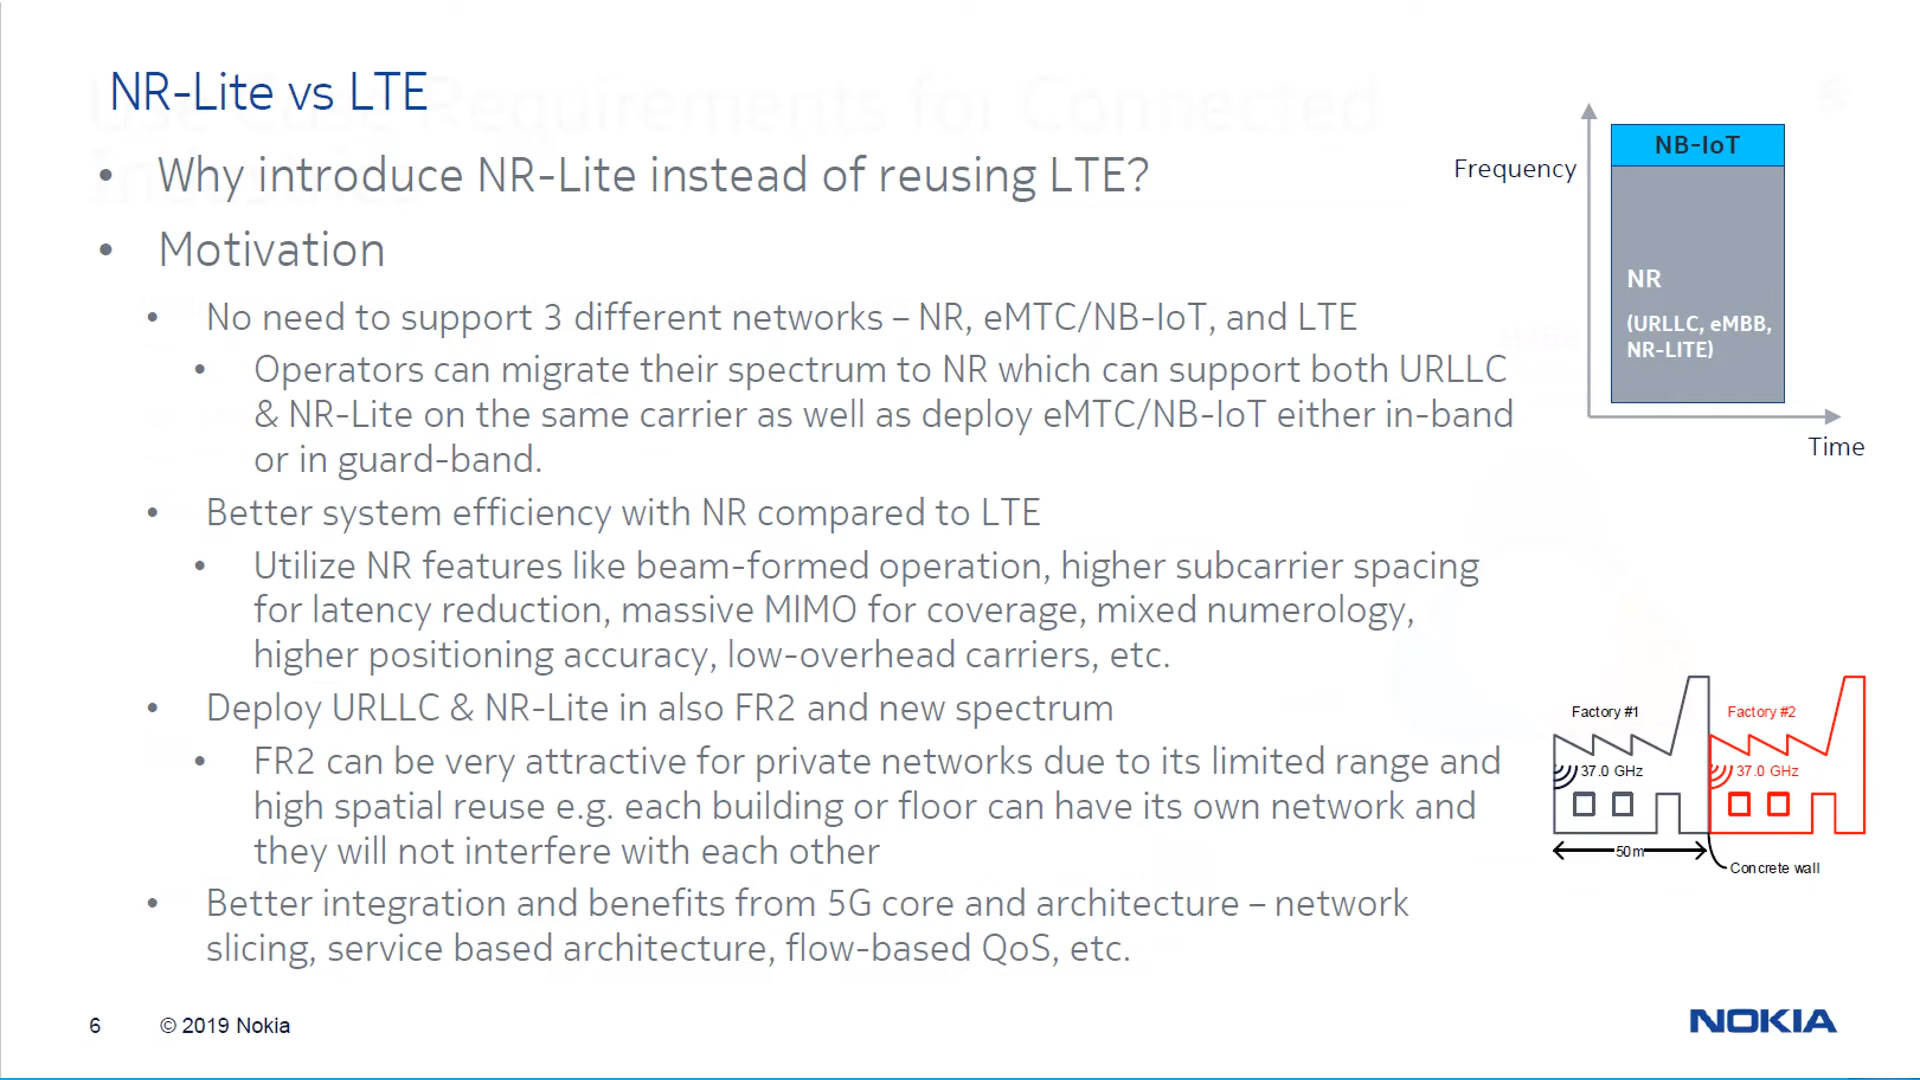 NR-Lite vs LTE
• Why introduce NR-Lite instead of reusing LTE?
• Motivation
• No need to support 3 different networks – NR, eMTC/NB-IoT, and LTE
• Operators can migrate their spectrum to NR which can support both URLLC
& NR-Lite on the same carrier as well as deploy eMTC/NB-IoT either in-band
or in guard-band.
• Better system efficiency with NR compared to LTE
• Utilize NR features like beam-formed operation, higher subcarrier spacing
for latency reduction, massive MIMO for coverage, mixed numerology,
higher positioning accuracy, low-overhead carriers, etc.
• Deploy URLLC & NR-Lite in also FR2 and new spectrum
• FR2 can be very attractive for private networks due to its limited range and
high spatial reuse e.g. each building or floor can have its own network and
they will not interfere with each other
• Better integration and benefits from 5G core and architecture – network
slicing, service based architecture, flow-based QoS, etc.
Frequency
NB-IoT
NR
(URLLC, eMBB,
NR-LITE)
Time
Factory #1
Factory #2
37.0 GHz
37.0 GHz
50m
Concrete wall
6
© 2019 Nokia
NOKIA
Use Case Requirements for Connected
Industries